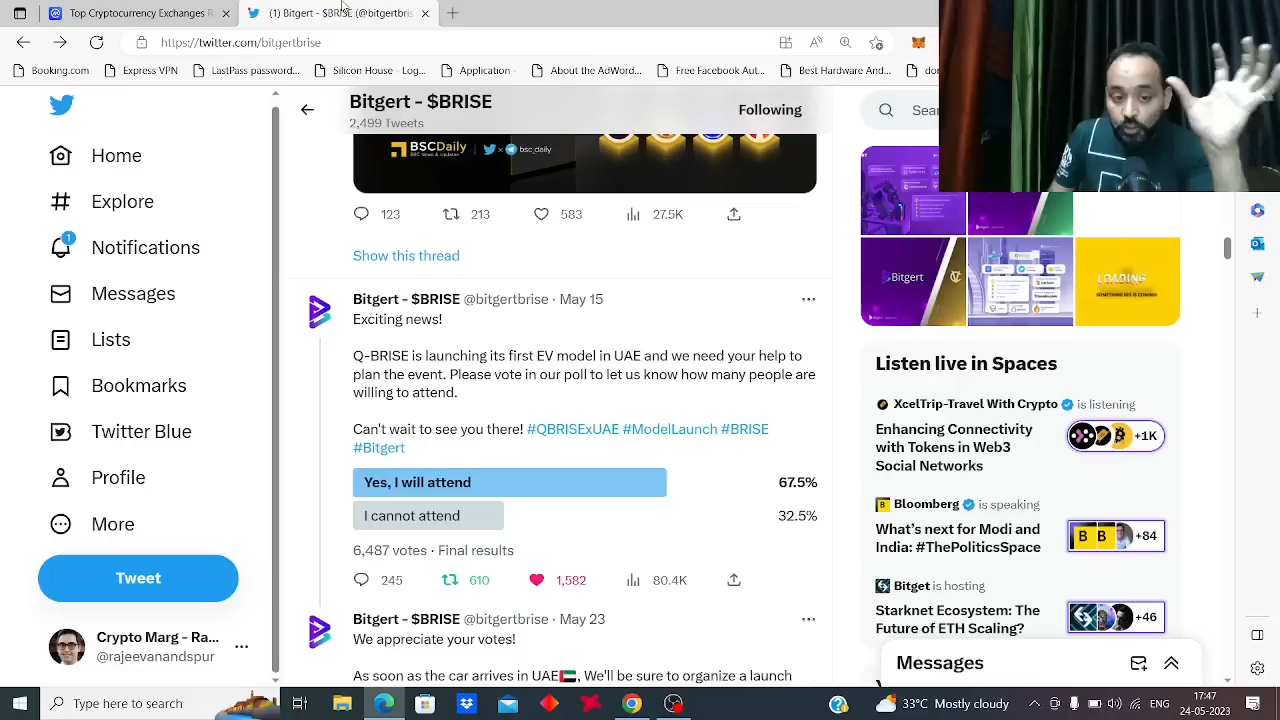 Top Cryptocurrency Exchanges R
(1) Bitgert - $BRISE (@bitgertbris
https://twitter.com/bitgertbrise
Booking.com
Express VPN
LastPass password...
Silicon House - Log...
Application -
About the AdWor...
Free Facebook Aut...
Best Hardware And...
Bitgert - $BRISE
2,499 Tweets
Following
Home
Explore
1
Notifications
Messages
Lists
Bookmarks
Twitter Blue
Profile
More
Tweet
Crypto Marg - Ra...
@rajeevanandspur
BSCDaily
BSC News & Updates
bsc_daily
123 213 583 27.5K
Show this thread
Bitgert - $BRISE @bitgertbrise · May 15
Exciting news!
Q-BRISE is launching its first EV model in UAE and we need your help to
plan the event. Please vote in our poll to let us know how many people are
willing to attend.
Can't wait to see you there! #QBRISExUAE #ModelLaunch #BRISE
#Bitgert
Yes, I will attend 67.5%
I cannot attend 32.5%
6,487 votes · Final results
245 610 1,582 80.4K
Bitgert - $BRISE @bitgertbrise · May 23
We appreciate your votes!
As soon as the car arrives in UAE🇦🇪, We'll be sure to organize a launch
Sear
Bitgert
LOADING
SOMETHING BIG IS COMING!
Listen live in Spaces
XcelTrip-Travel With Crypto is listening
Enhancing Connectivity
with Tokens in Web3
Social Networks
+1K
Bloomberg is speaking
What's next for Modi and
India: #ThePoliticsSpace
+84
Bitget is hosting
Starknet Ecosystem: The
Future of ETH Scaling?
+46
Messages
Type here to search
33°C Mostly cloudy
ENG
17:47
24-05-2023